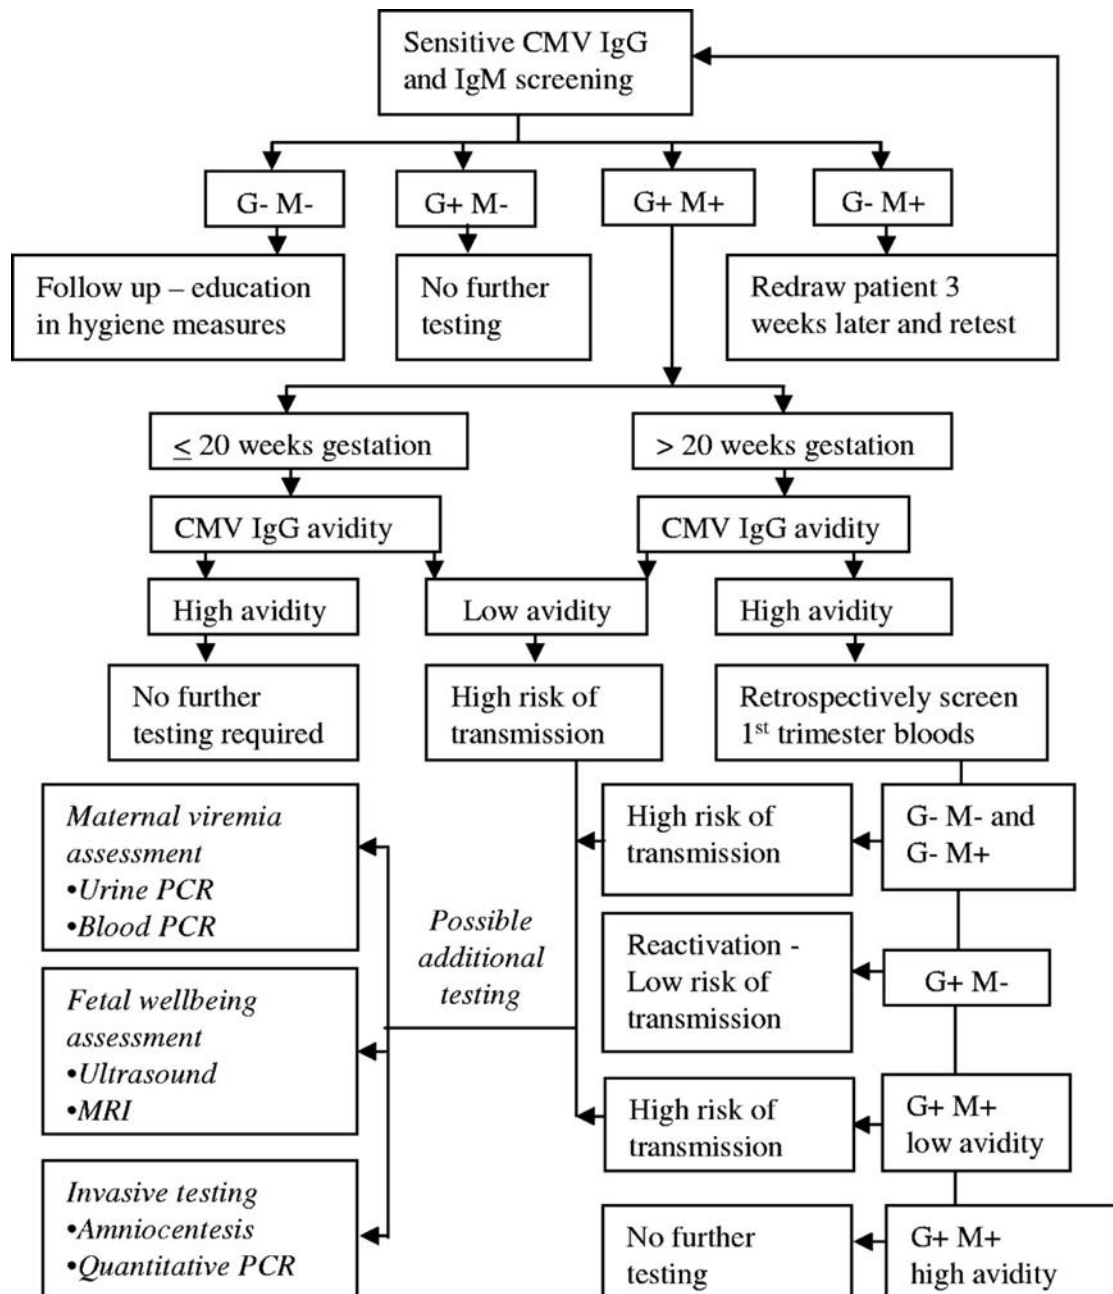 Sensitive CMV IgG
and IgM screening
G- M-
G+ M-
G+ M+
G- M+
Follow up – education
in hygiene measures
No further
testing
Redraw patient 3
weeks later and retest
≤ 20 weeks gestation
> 20 weeks gestation
CMV IgG avidity
CMV IgG avidity
High avidity
Low avidity
High avidity
No further
testing required
High risk of
transmission
Retrospectively screen
1st trimester bloods
Maternal viremia
assessment
•Urine PCR
•Blood PCR
High risk of
transmission
G- M- and
G- M+
Possible
additional
testing
Reactivation -
Low risk of
transmission
G+ M-
Fetal wellbeing
assessment
•Ultrasound
•MRI
High risk of
transmission
G+ M+
low avidity
Invasive testing
•Amniocentesis
•Quantitative PCR
No further
testing
G+ M+
high avidity